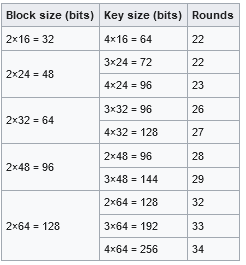 Block size (bits) Key size (bits) Rounds
2×16 = 32 4×16 = 64 22
2×24 = 48 3×24 = 72 22
4×24 = 96 23
2×32 = 64 3×32 = 96 26
4×32 = 128 27
2×48 = 96 2×48 = 96 28
3×48 = 144 29
2×64 = 128 2×64 = 128 32
3×64 = 192 33
4×64 = 256 34